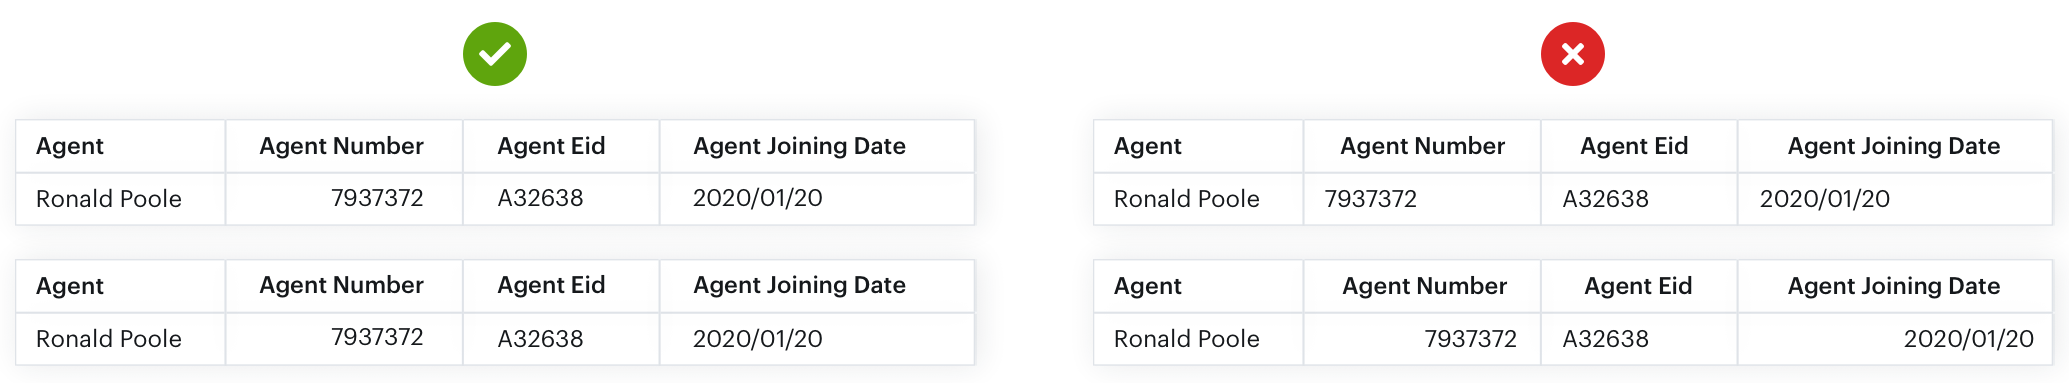 Agent Agent Number Agent Eid Agent Joining Date
Ronald Poole 7937372 A32638 2020/01/20
Agent Agent Number Agent Eid Agent Joining Date
Ronald Poole 7937372 A32638 2020/01/20
Agent Agent Number Agent Eid Agent Joining Date
Ronald Poole 7937372 A32638 2020/01/20
Agent Agent Number Agent Eid Agent Joining Date
Ronald Poole 7937372 A32638 2020/01/20